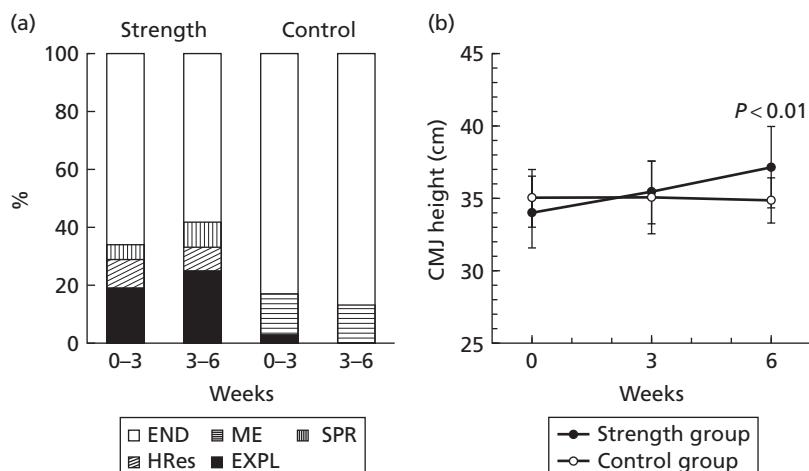 (a)
Strength Control
100
80
60
40
20
0
%
0–3 3–6 0–3 3–6
Weeks
END ME SPR
HRes EXPL
(b)
45
40
35
30
25
CMJ height (cm)
P < 0.01
0 3 6
Weeks
Strength group
Control group